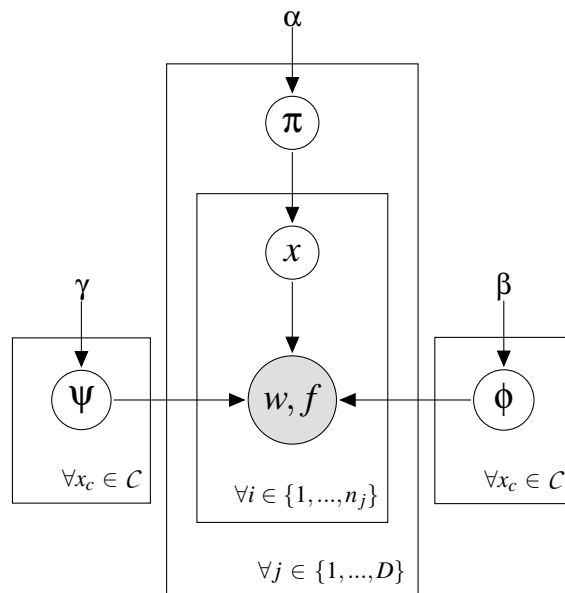 α
π
x
γ
β
ψ
w, f
ϕ
∀x_c ∈ 𝒞
∀i ∈ {1, ..., n_j}
∀x_c ∈ 𝒞
∀j ∈ {1, ..., D}